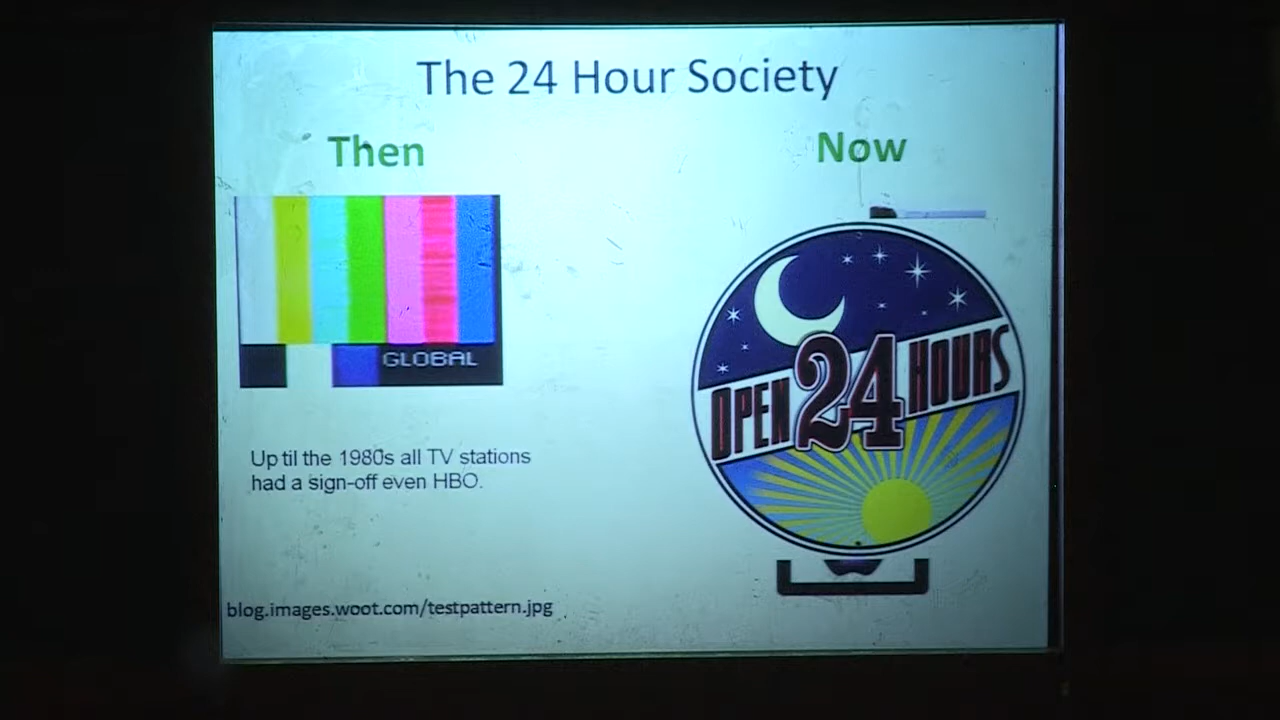 The 24 Hour Society
Then
Now
GLOBAL
OPEN 24 HOURS
Up til the 1980s all TV stations
had a sign-off even HBO.
blog.images.woot.com/testpattern.jpg